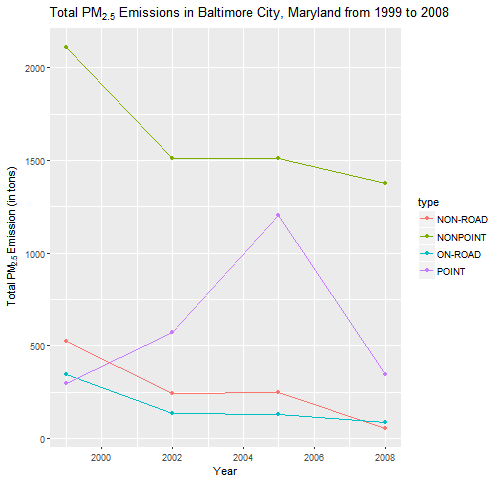 Total PM2.5 Emissions in Baltimore City, Maryland from 1999 to 2008
Total PM2.5 Emission (in tons)
2000
1500
1000
500
0
2000 2002 2004 2006 2008
Year
type
NON-ROAD
NONPOINT
ON-ROAD
POINT